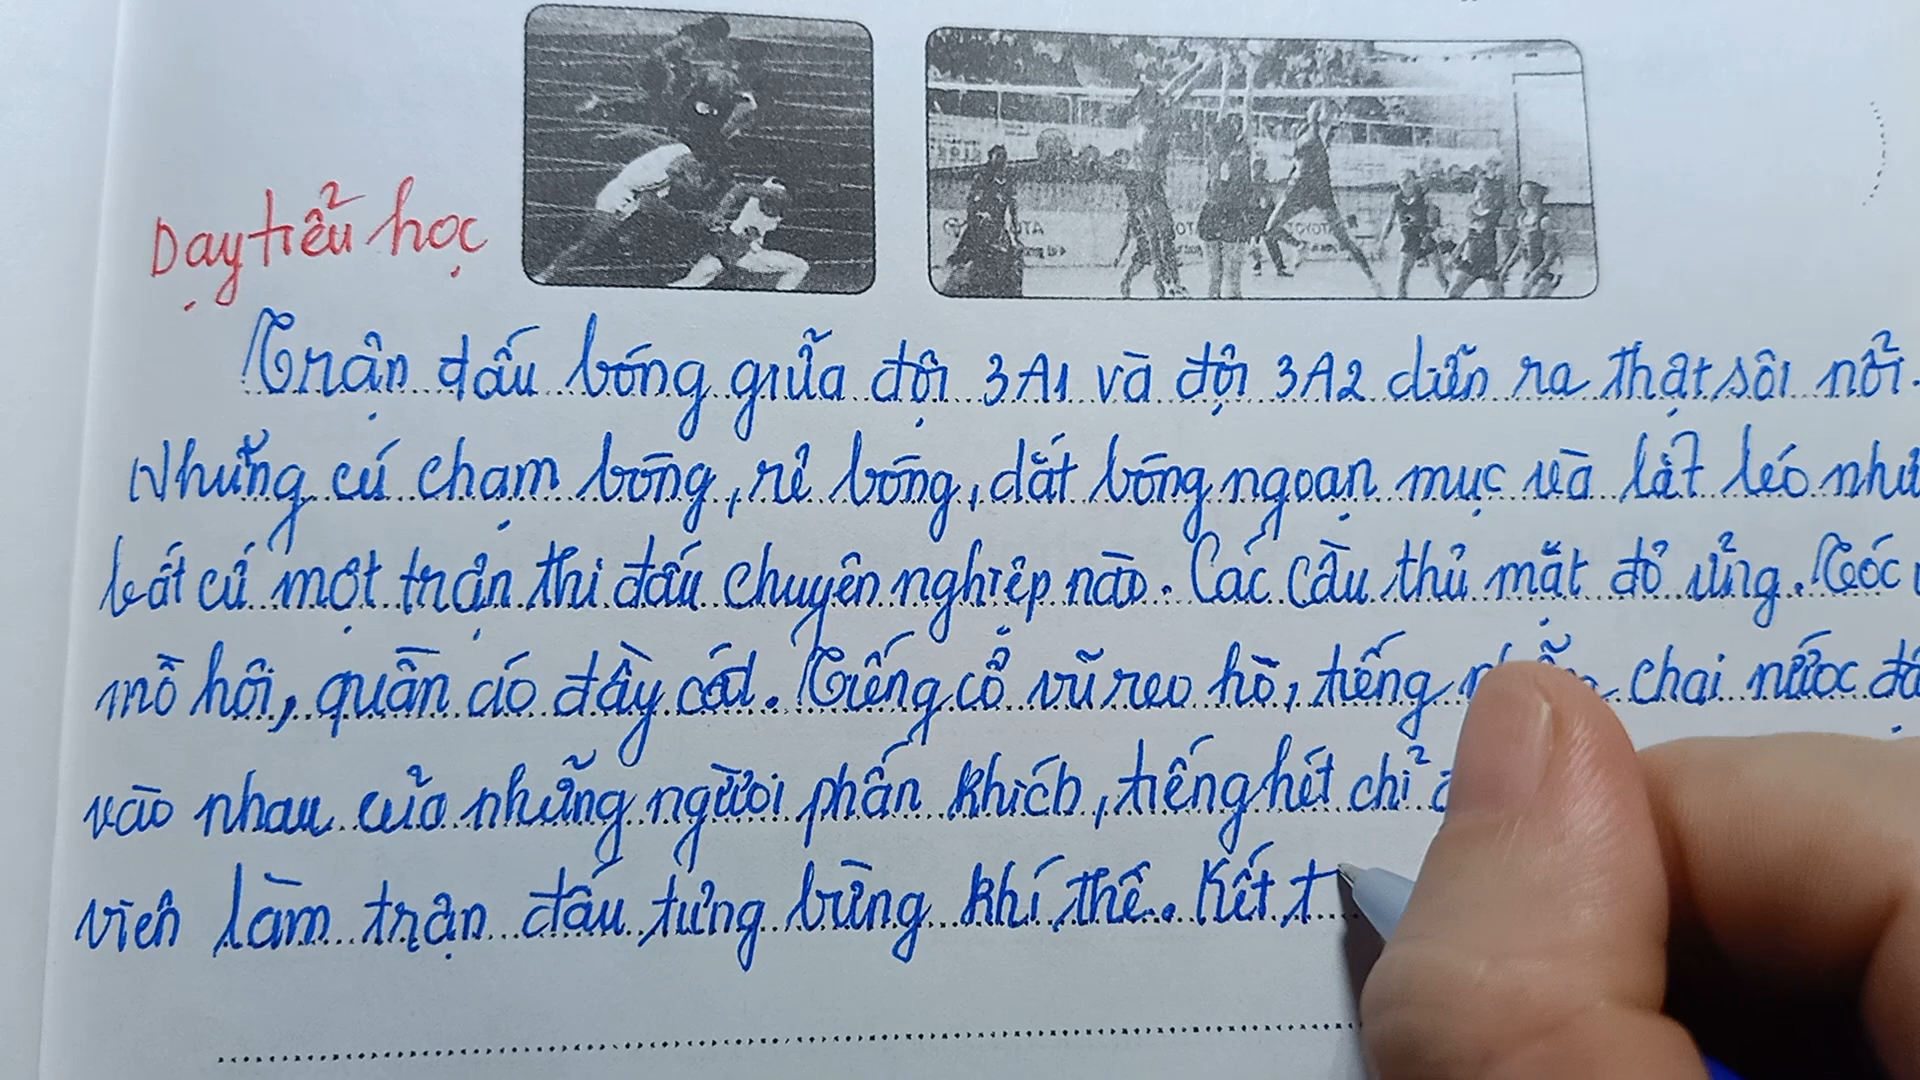 Dạy tiểu học
Trận đấu bóng giữa đội 3A1 và đội 3A2 diễn ra thật sôi nổi.
Những cú chạm bóng, rê bóng, dắt bóng ngoạn mục và lắt léo như
bất cứ một trận thi đấu chuyên nghiệp nào. Các cầu thủ mặt đỏ ửng. Tóc
mồ hôi, quần áo đầy cát. Tiếng cổ vũ reo hò, tiếng chai nước
vào nhau của những người phấn khích, tiếng hét chỉ
viên làm trận đấu tưng bừng khí thế. Kết t